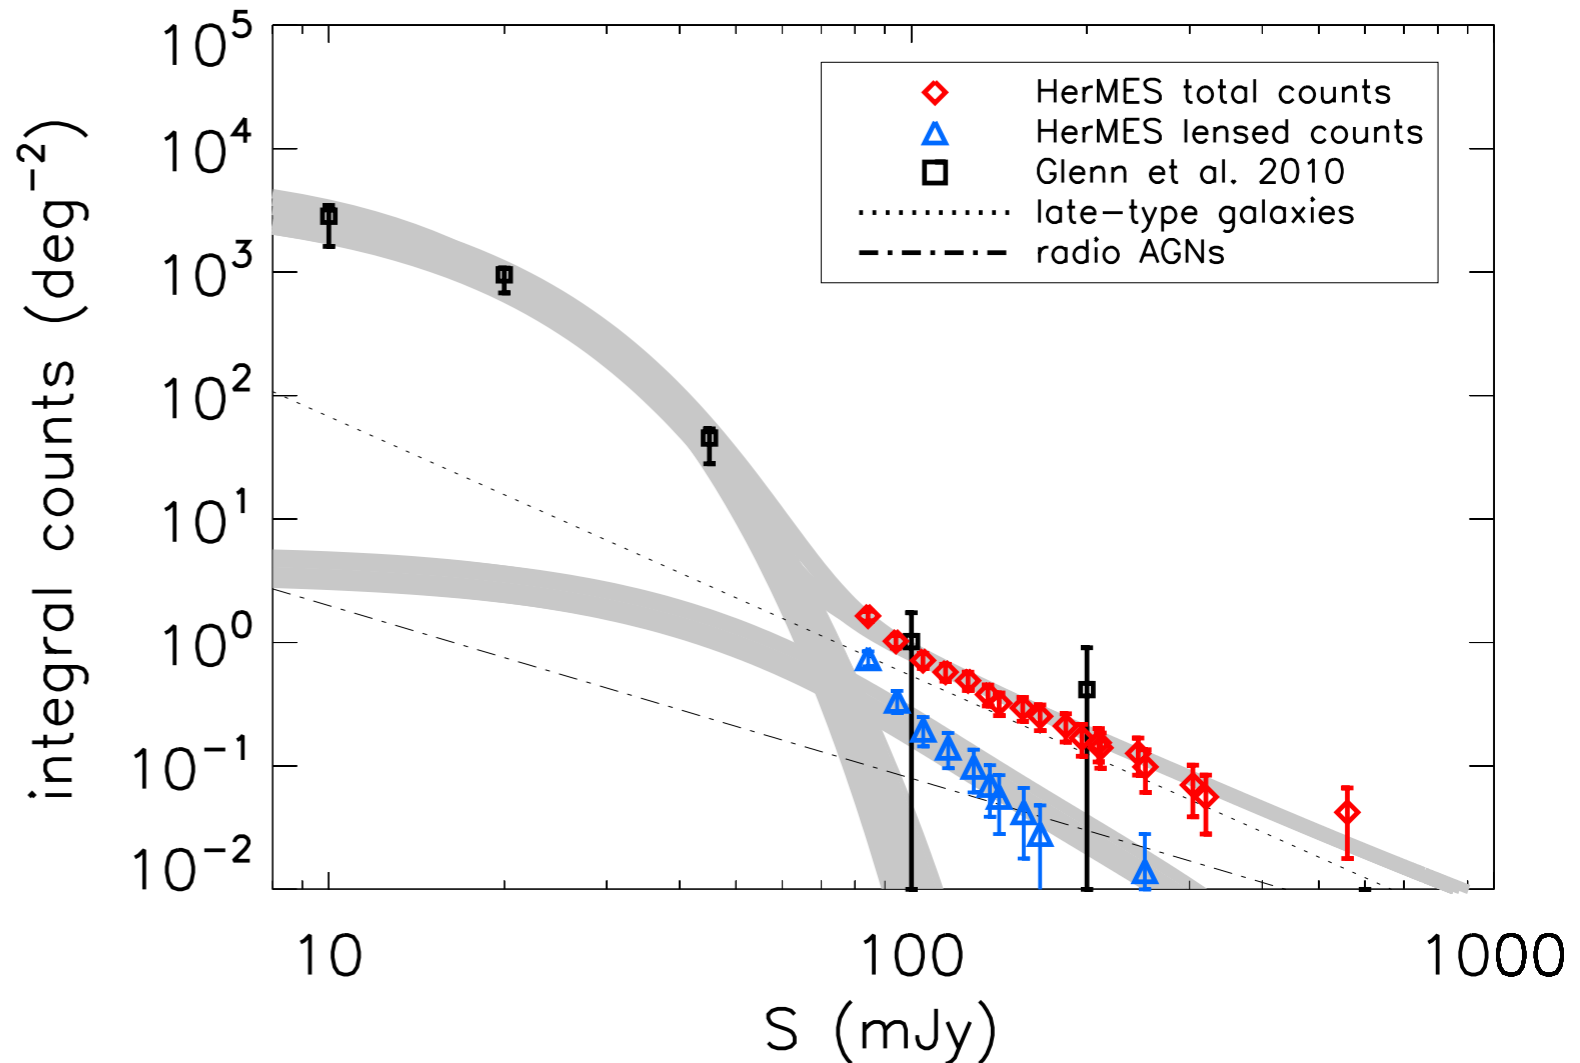 10^5
10^4
10^3
10^2
10^1
10^0
10^-1
10^-2
integral counts (deg^-2)
HerMES total counts
HerMES lensed counts
Glenn et al. 2010
late-type galaxies
radio AGNs
10
100
1000
S (mJy)